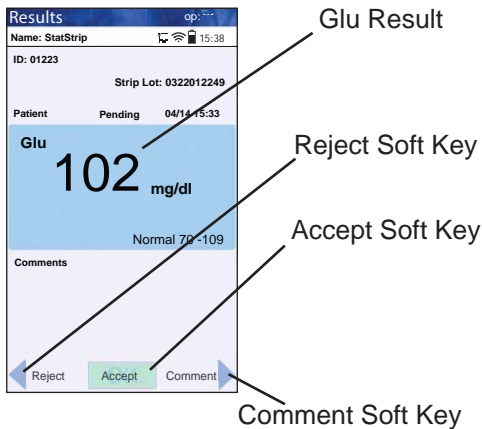 Results op: ...
Name: StatStrip 15:38
ID: 01223
Strip Lot: 0322012249
Patient Pending 04/14 15:33
Glu
102 mg/dl
Normal 70 -109
Comments
Reject Accept Comment
Glu Result
Reject Soft Key
Accept Soft Key
Comment Soft Key